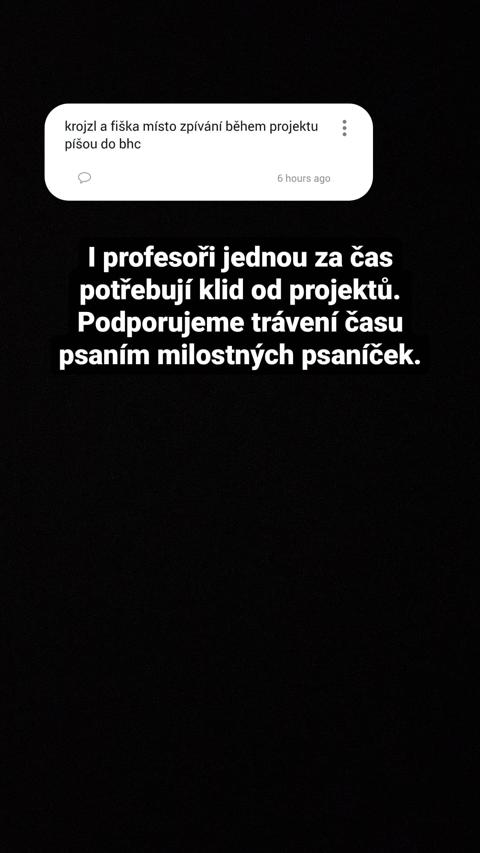 krojzl a fiška místo zpívání během projektu
píšou do bhc
6 hours ago
I profesoři jednou za čas
potřebují klid od projektů.
Podporujeme trávení času
psaním milostných psaníček.